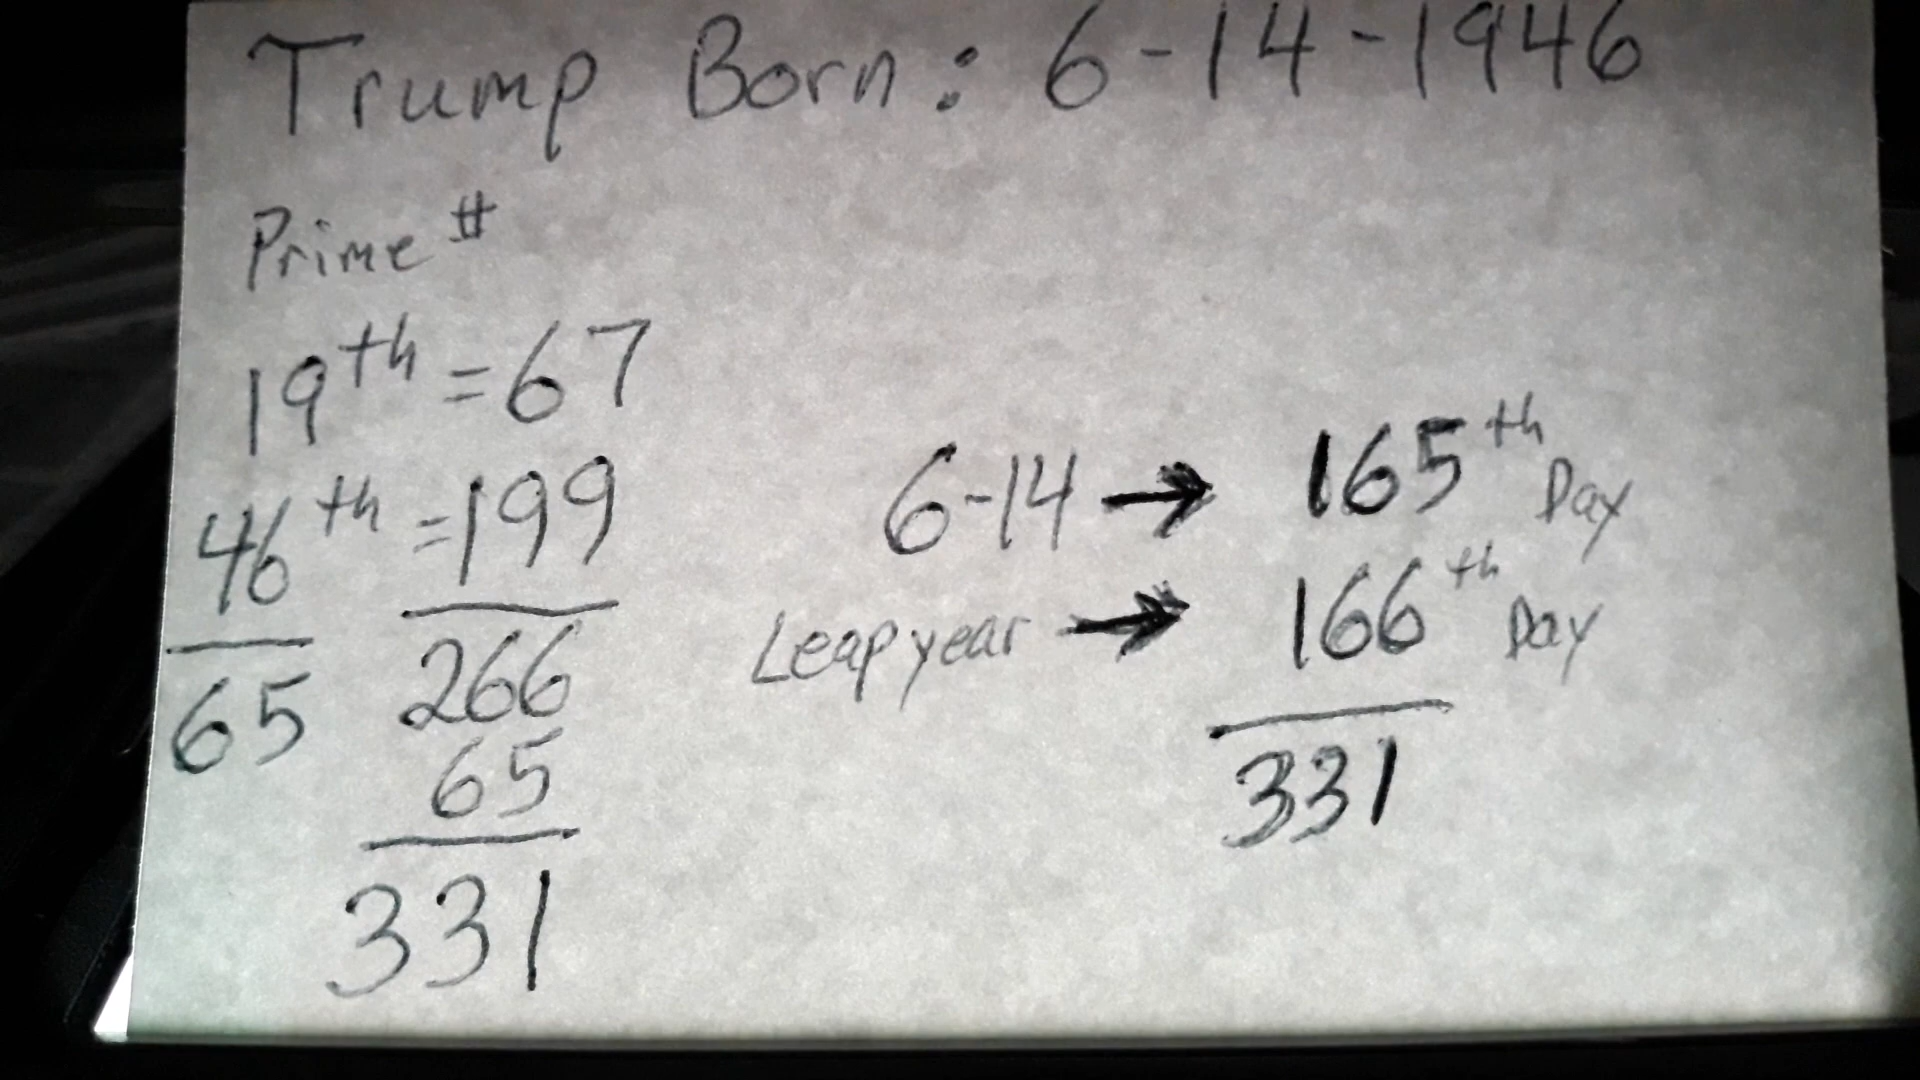 Trump Born: 6-14-1946
Prime #
19th = 67
46th = 199
65 266
65
331
6-14 → 165th Day
Leap year → 166th Day
331